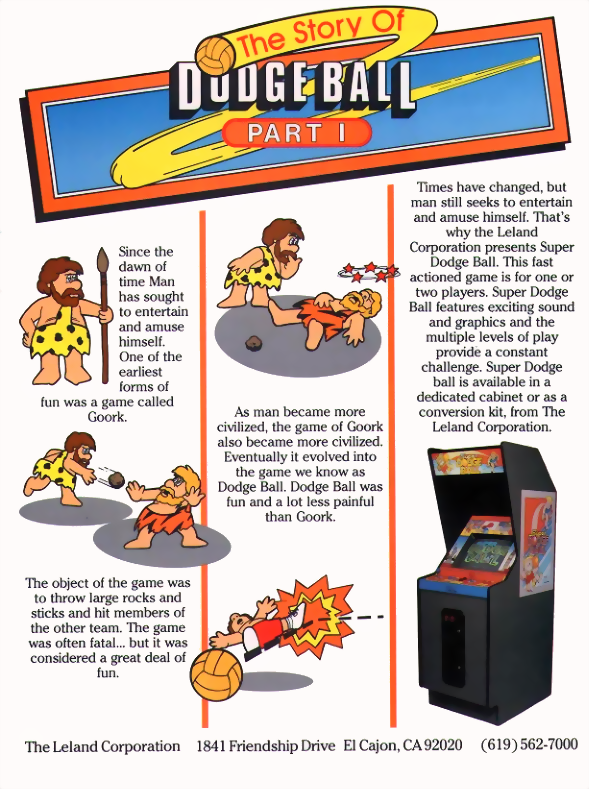 The Story Of
DODGE BALL
PART I
Since the
dawn of
time Man
has sought
to entertain
and amuse
himself.
One of the
earliest
forms of
fun was a game called
Goork.
The object of the game was
to throw large rocks and
sticks and hit members of
the other team. The game
was often fatal... but it was
considered a great deal of
fun.
As man became more
civilized, the game of Goork
also became more civilized.
Eventually it evolved into
the game we know as
Dodge Ball. Dodge Ball was
fun and a lot less painful
than Goork.
Times have changed, but
man still seeks to entertain
and amuse himself. That's
why the Leland
Corporation presents Super
Dodge Ball. This fast
actioned game is for one or
two players. Super Dodge
Ball features exciting sound
and graphics and the
multiple levels of play
provide a constant
challenge. Super Dodge
ball is available in a
dedicated cabinet or as a
conversion kit, from The
Leland Corporation.
The Leland Corporation 1841 Friendship Drive El Cajon, CA 92020 (619) 562-7000